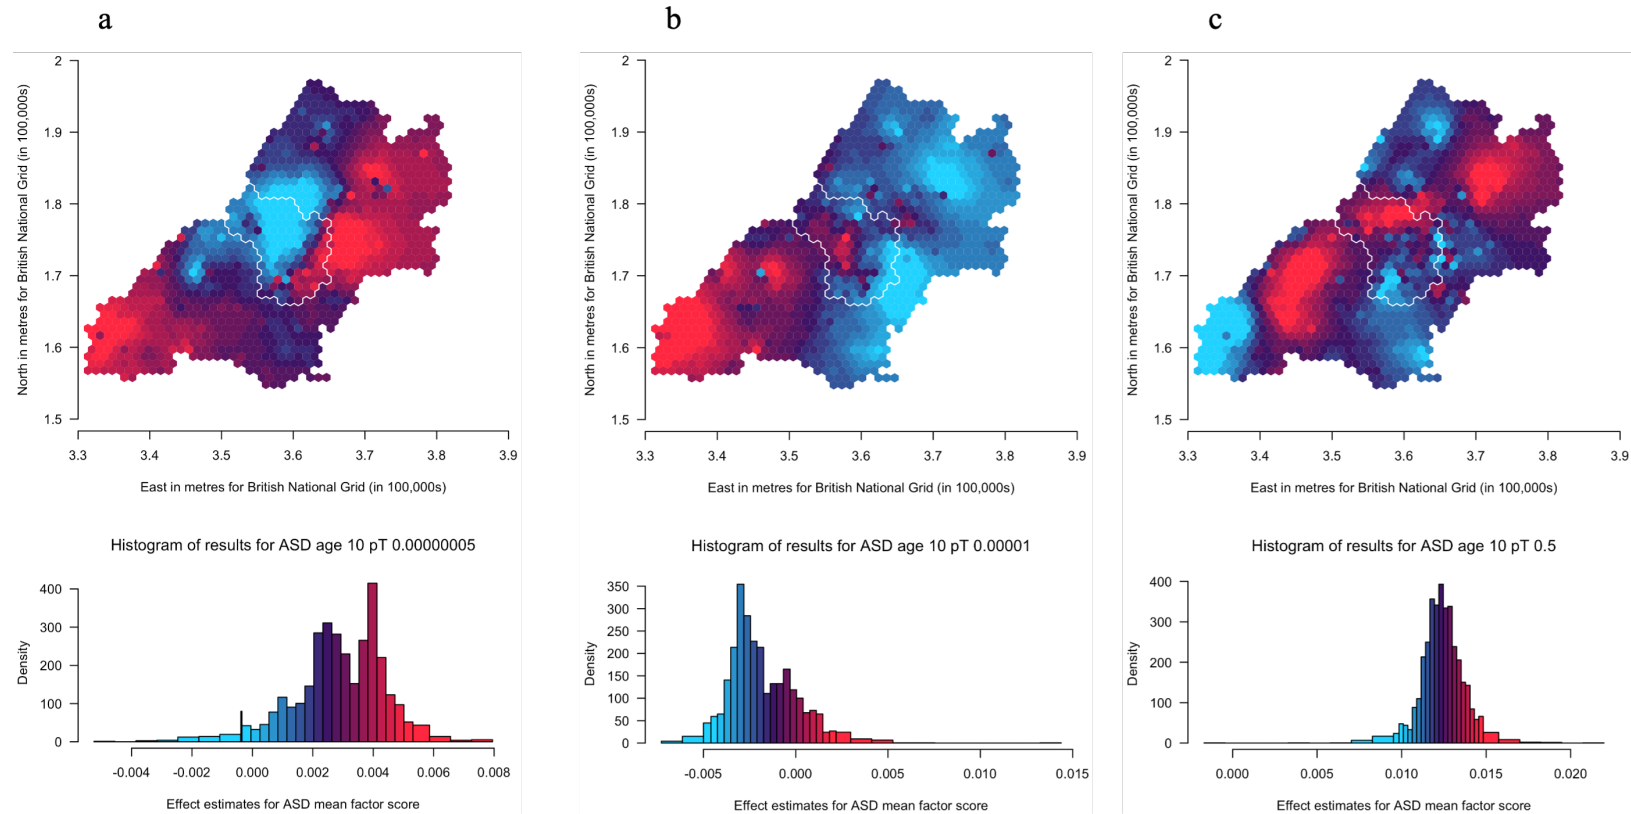 a
b
c
2
1.9
1.8
1.7
1.6
1.5
North in metres for British National Grid (in 100,000s)
3.3 3.4 3.5 3.6 3.7 3.8 3.9
East in metres for British National Grid (in 100,000s)
2
1.9
1.8
1.7
1.6
1.5
North in metres for British National Grid (in 100,000s)
3.3 3.4 3.5 3.6 3.7 3.8 3.9
East in metres for British National Grid (in 100,000s)
2
1.9
1.8
1.7
1.6
1.5
North in metres for British National Grid (in 100,000s)
3.3 3.4 3.5 3.6 3.7 3.8 3.9
East in metres for British National Grid (in 100,000s)
Histogram of results for ASD age 10 pT 0.00000005
400
300
200
100
0
Density
-0.004 -0.002 0.000 0.002 0.004 0.006 0.008
Effect estimates for ASD mean factor score
Histogram of results for ASD age 10 pT 0.00001
350
300
250
200
150
100
50
0
Density
-0.005 0.000 0.005 0.010 0.015
Effect estimates for ASD mean factor score
Histogram of results for ASD age 10 pT 0.5
400
300
200
100
0
Density
0.000 0.005 0.010 0.015 0.020
Effect estimates for ASD mean factor score